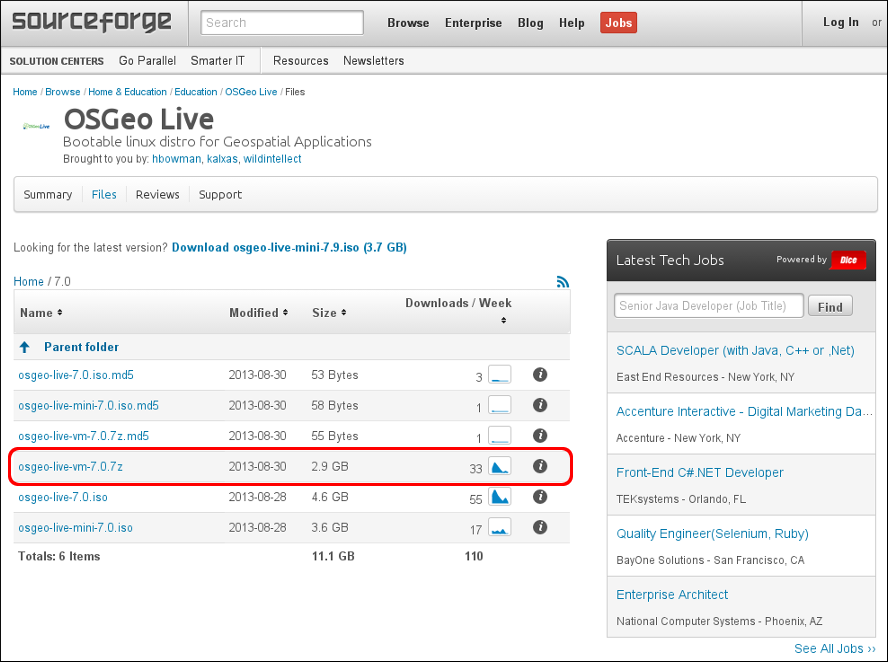 sourceforge
Search
Browse Enterprise Blog Help Jobs
Log In or
SOLUTION CENTERS Go Parallel Smarter IT Resources Newsletters
Home / Browse / Home & Education / Education / OSGeo Live / Files
OSGeo Live
Bootable linux distro for Geospatial Applications
Brought to you by: hbowman, kalxas, wildintellect
Summary Files Reviews Support
Looking for the latest version? Download osgeo-live-mini-7.9.iso (3.7 GB)
Home / 7.0
Name Modified Size Downloads / Week
Parent folder
osgeo-live-7.0.iso.md5 2013-08-30 53 Bytes 3
osgeo-live-mini-7.0.iso.md5 2013-08-30 58 Bytes 1
osgeo-live-vm-7.0.7z.md5 2013-08-30 55 Bytes 1
osgeo-live-vm-7.0.7z 2013-08-30 2.9 GB 33
osgeo-live-7.0.iso 2013-08-28 4.6 GB 55
osgeo-live-mini-7.0.iso 2013-08-28 3.6 GB 17
Totals: 6 Items 11.1 GB 110
Latest Tech Jobs Powered by Dice
Senior Java Developer (Job Title) Find
SCALA Developer (with Java, C++ or ,Net)
East End Resources - New York, NY
Accenture Interactive - Digital Marketing Da...
Accenture - New York, NY
Front-End C#.NET Developer
TEKsystems - Orlando, FL
Quality Engineer(Selenium, Ruby)
BayOne Solutions - San Francisco, CA
Enterprise Architect
National Computer Systems - Phoenix, AZ
See All Jobs ››